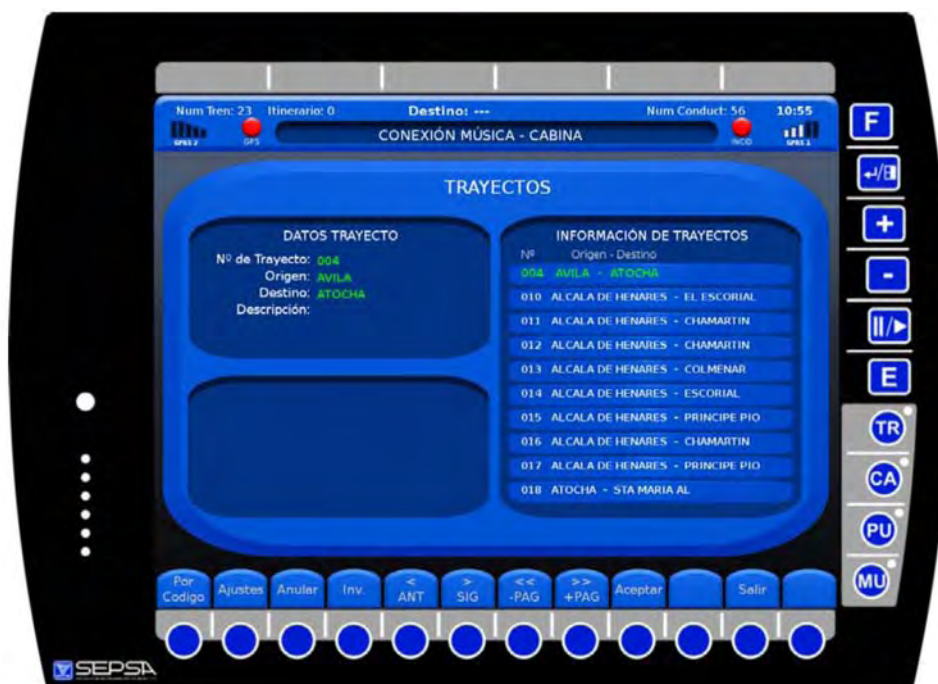 Num Tren: 23 Itinerario: 0 Destino: --- Num Conduct: 56 10:55
GPRS 2 GPS CONEXIÓN MÚSICA - CABINA INCID GPRS 1
TRAYECTOS
DATOS TRAYECTO
Nº de Trayecto: 004
Origen: AVILA
Destino: ATOCHA
Descripción:
INFORMACIÓN DE TRAYECTOS
Nº Origen - Destino
004 AVILA - ATOCHA
010 ALCALA DE HENARES - EL ESCORIAL
011 ALCALA DE HENARES - CHAMARTIN
012 ALCALA DE HENARES - CHAMARTIN
013 ALCALA DE HENARES - COLMENAR
014 ALCALA DE HENARES - ESCORIAL
015 ALCALA DE HENARES - PRINCIPE PIO
016 ALCALA DE HENARES - CHAMARTIN
017 ALCALA DE HENARES - PRINCIPE PIO
018 ATOCHA - STA MARIA AL
Por Codigo
Ajustes
Anular
Inv.
< ANT
> SIG
<< -PAG
>> +PAG
Aceptar
Salir
F
+
-
E
TR
CA
PU
MU
SEPSA